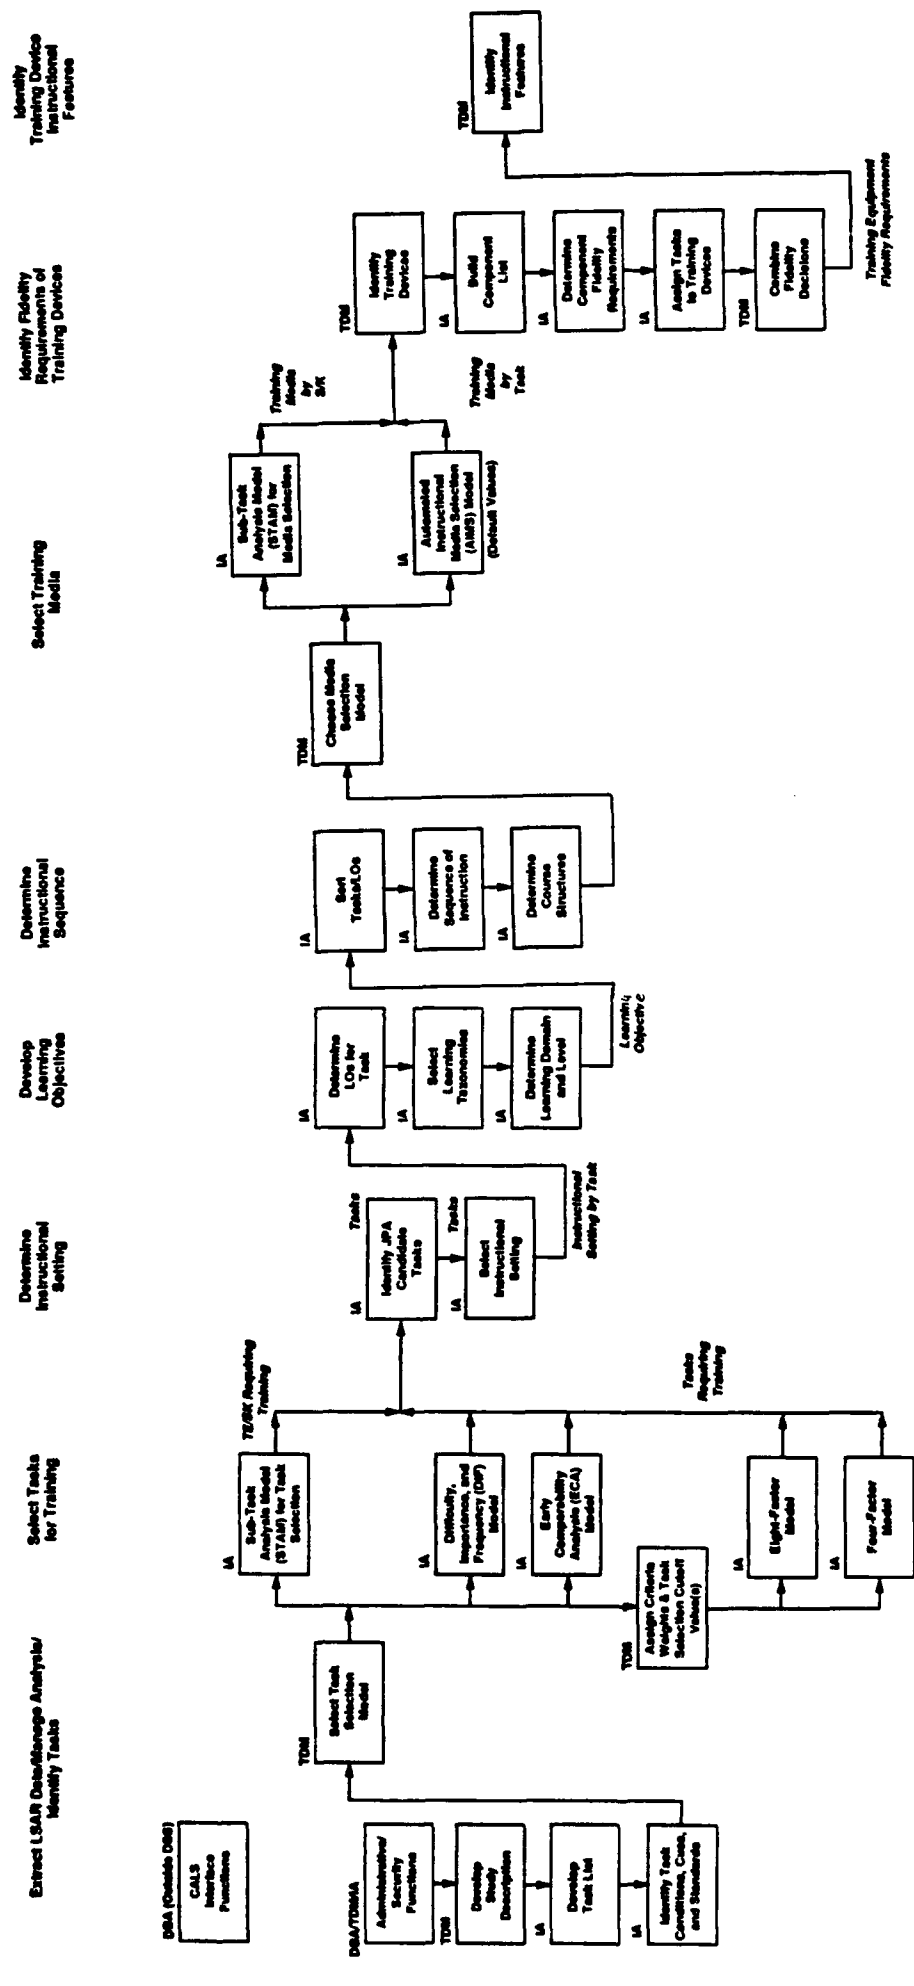 Extract LSAR Data/Manage Analysis/
Identify Tasks
Select Tasks
for Training
Determine
Instructional
Setting
Develop
Learning
Objectives
Determine
Instructional
Sequence
Select Training
Media
Identify Fidelity
Requirements of
Training Devices
Identify
Training Device
Instructional
Features
DBA (Outside DSS)
CALS
Interface
Functions
DBA/TDM/IA
Administrative/
Security
Functions
TDM
Develop
Study
Description
IA
Develop
Task List
IA
Identify Task
Conditions, Cues,
and Standards
TDM
Select Task
Selection
Model
IA
Sub-Task
Analysis Model
(STAM) for Task
Selection
TE/SK Requiring
Training
IA
Difficulty,
Importance, and
Frequency (DIF)
Model
IA
Early
Comparability
Analysis (ECA)
Model
TDM
Assign Criteria
Weights & Task
Selection Cutoff
Value(s)
IA
Eight-Factor
Model
IA
Four-Factor
Model
Tasks
Requiring
Training
IA
Identify JPA
Candidate
Tasks
Tasks
IA
Select
Instructional
Setting
Tasks
Instructional
Setting by Task
IA
Determine
LOs for
Task
IA
Select
Learning
Taxonomies
IA
Determine
Learning Domain
and Level
Learning
Objective
IA
Sort
Tasks/LOs
IA
Determine
Sequence of
Instruction
IA
Determine
Course
Structures
TDM
Choose Media
Selection
Model
IA
Sub-Task
Analysis Model
(STAM) for
Media Selection
Training
Media
by
S/K
IA
Automated
Instructional
Media Selection
(AIMS) Model
(Default Values)
Training
Media
by
Task
TDM
Identify
Training
Devices
IA
Build
Component
List
IA
Determine
Component
Fidelity
Requirements
IA
Assign Tasks
to Training
Devices
TDM
Combine
Fidelity
Decisions
Training Equipment
Fidelity Requirements
TDM
Identify
Instructional
Features